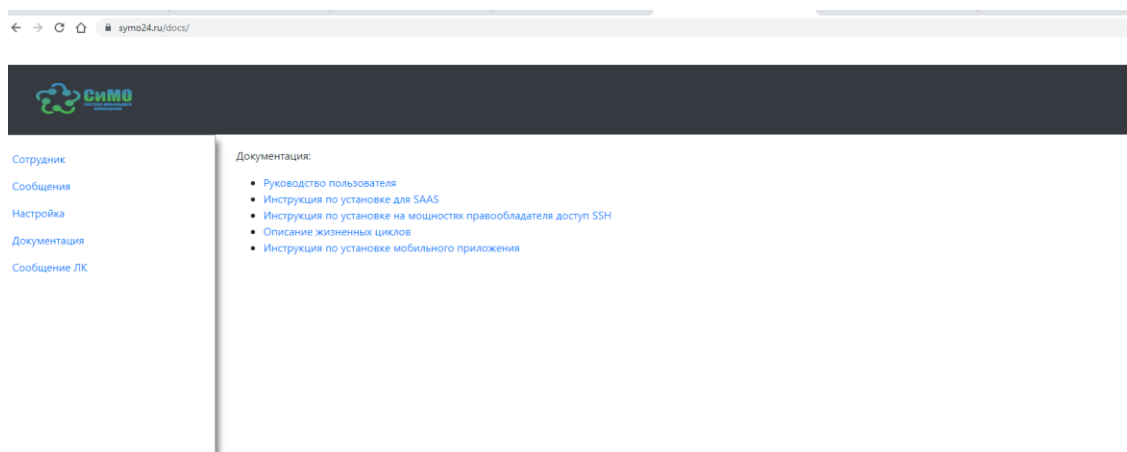 symo24.ru/docs/
СиМО
Сотрудник
Сообщения
Настройка
Документация
Сообщение ЛК
Документация:
Руководство пользователя
Инструкция по установке для SAAS
Инструкция по установке на мощностях правообладателя доступ SSH
Описание жизненных циклов
Инструкция по установке мобильного приложения